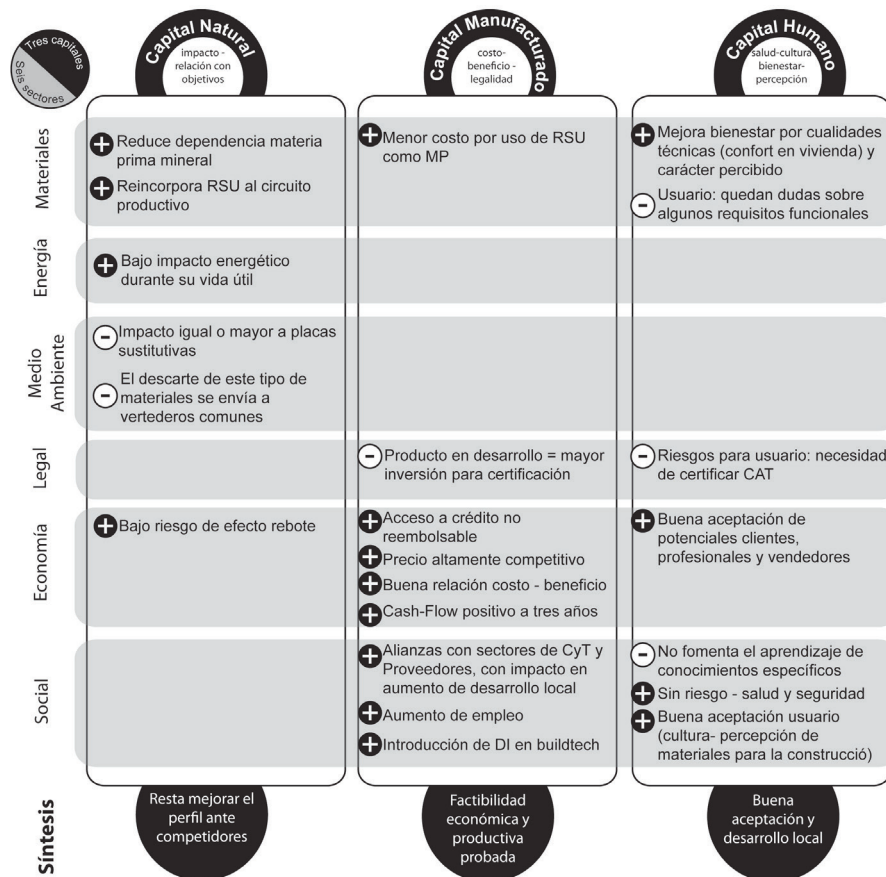 Tres capitales
Seis sectores
Capital Natural
impacto -
relación con
objetivos
Capital Manufacturado
costo-
beneficio -
legalidad
Capital Humano
salud-cultura
bienestar-
percepción
Materiales
Reduce dependencia materia
prima mineral
Reincorpora RSU al circuito
productivo
Menor costo por uso de RSU
como MP
Mejora bienestar por cualidades
técnicas (confort en vivienda) y
carácter percibido
Usuario: quedan dudas sobre
algunos requisitos funcionales
Energía
Bajo impacto energético
durante su vida útil
Medio
Ambiente
Impacto igual o mayor a placas
sustitutivas
El descarte de este tipo de
materiales se envía a
vertederos comunes
Legal
Producto en desarrollo = mayor
inversión para certificación
Riesgos para usuario: necesidad
de certificar CAT
Economía
Bajo riesgo de efecto rebote
Acceso a crédito no
reembolsable
Precio altamente competitivo
Buena relación costo - beneficio
Cash-Flow positivo a tres años
Buena aceptación de
potenciales clientes,
profesionales y vendedores
Social
Alianzas con sectores de CyT y
Proveedores, con impacto en
aumento de desarrollo local
Aumento de empleo
Introducción de DI en buildtech
No fomenta el aprendizaje de
conocimientos específicos
Sin riesgo - salud y seguridad
Buena aceptación usuario
(cultura- percepción de
materiales para la construcció)
Síntesis
Resta mejorar el
perfil ante
competidores
Factibilidad
económica y
productiva
probada
Buena
aceptación y
desarrollo local